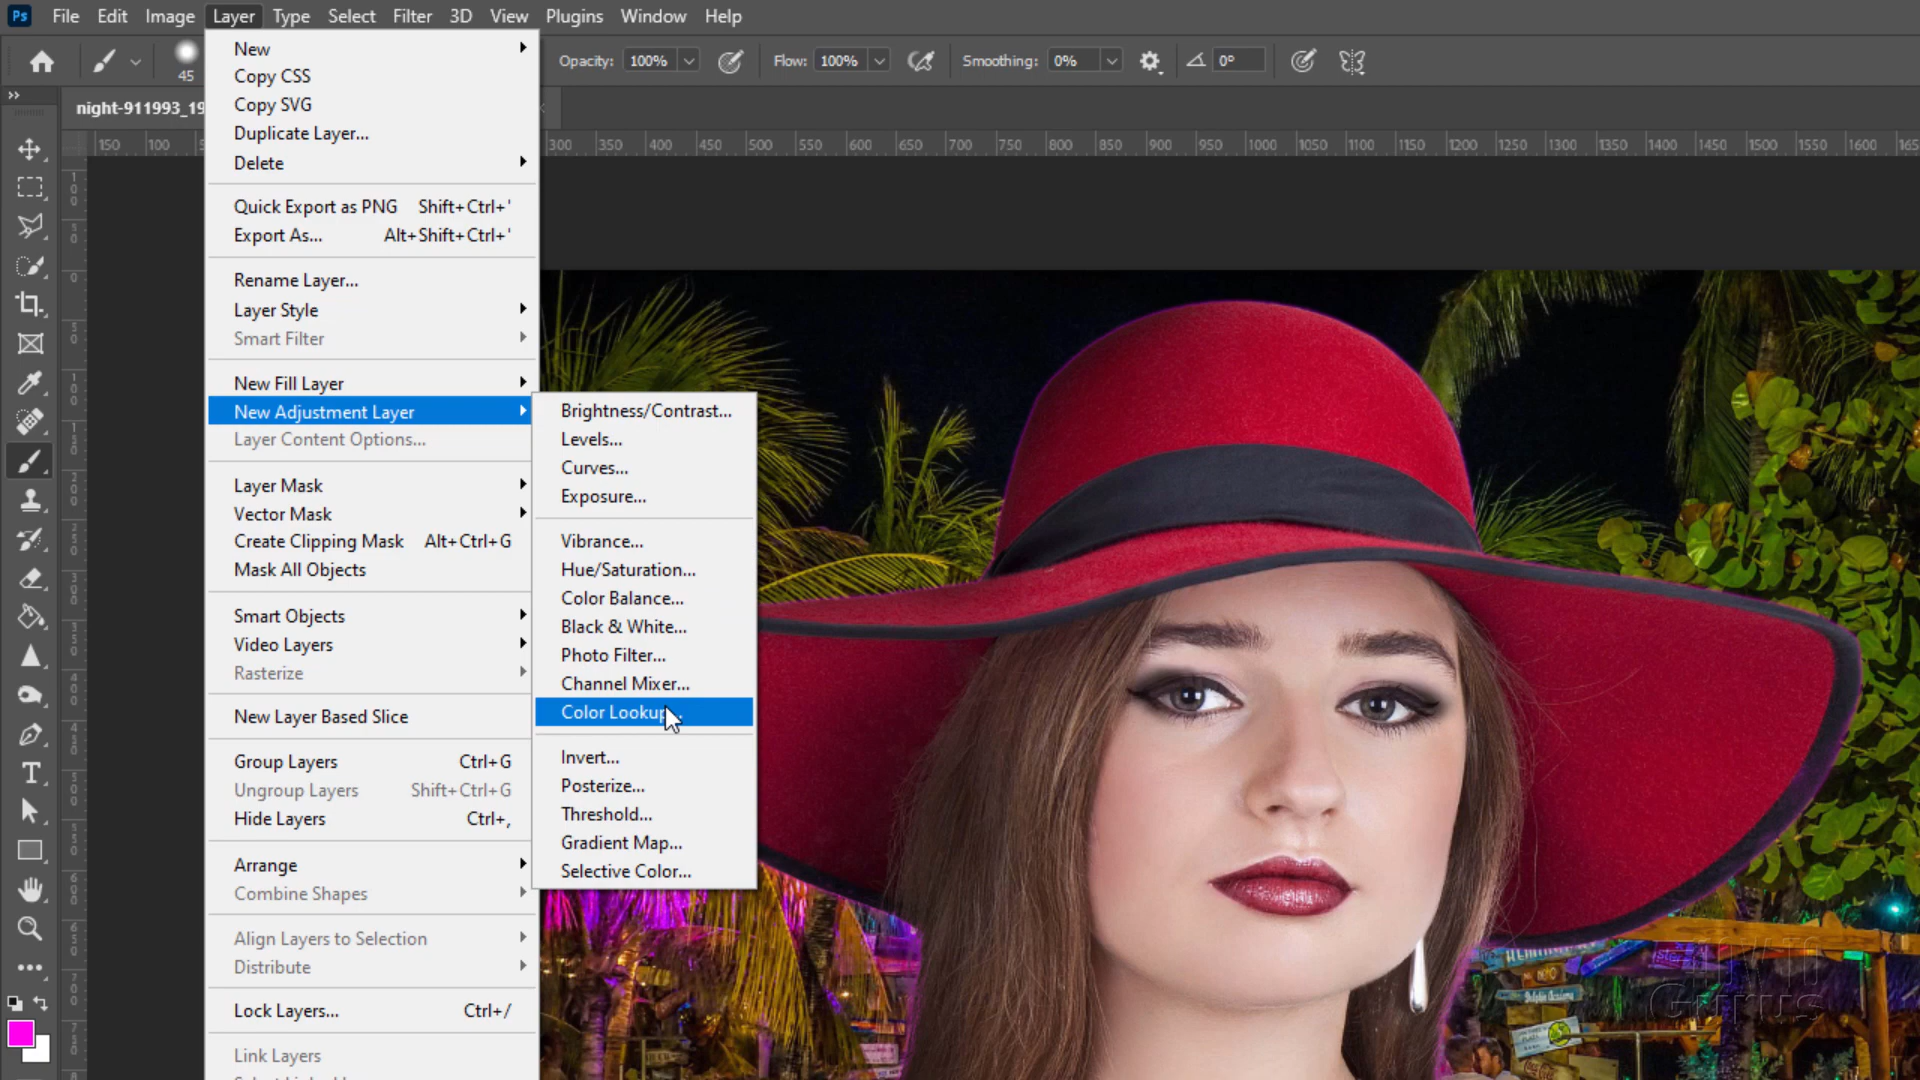 Ps File Edit Image Layer Type Select Filter 3D View Plugins Window Help
45 Opacity: 100% Flow: 100% Smoothing: 0% 0°
night-911993_19
150 100 300 350 400 450 500 550 600 650 700 750 800 850 900 950 1000 1050 1100 1150 1200 1250 1300 1350 1400 1450 1500 1550 1600 165
New
Copy CSS
Copy SVG
Duplicate Layer...
Delete
Quick Export as PNG Shift+Ctrl+'
Export As... Alt+Shift+Ctrl+'
Rename Layer...
Layer Style
Smart Filter
New Fill Layer
New Adjustment Layer
Layer Content Options...
Layer Mask
Vector Mask
Create Clipping Mask Alt+Ctrl+G
Mask All Objects
Smart Objects
Video Layers
Rasterize
New Layer Based Slice
Group Layers Ctrl+G
Ungroup Layers Shift+Ctrl+G
Hide Layers Ctrl+,
Arrange
Combine Shapes
Align Layers to Selection
Distribute
Lock Layers... Ctrl+/
Link Layers
Brightness/Contrast...
Levels...
Curves...
Exposure...
Vibrance...
Hue/Saturation...
Color Balance...
Black & White...
Photo Filter...
Channel Mixer...
Color Lookup
Invert...
Posterize...
Threshold...
Gradient Map...
Selective Color...
Gurus